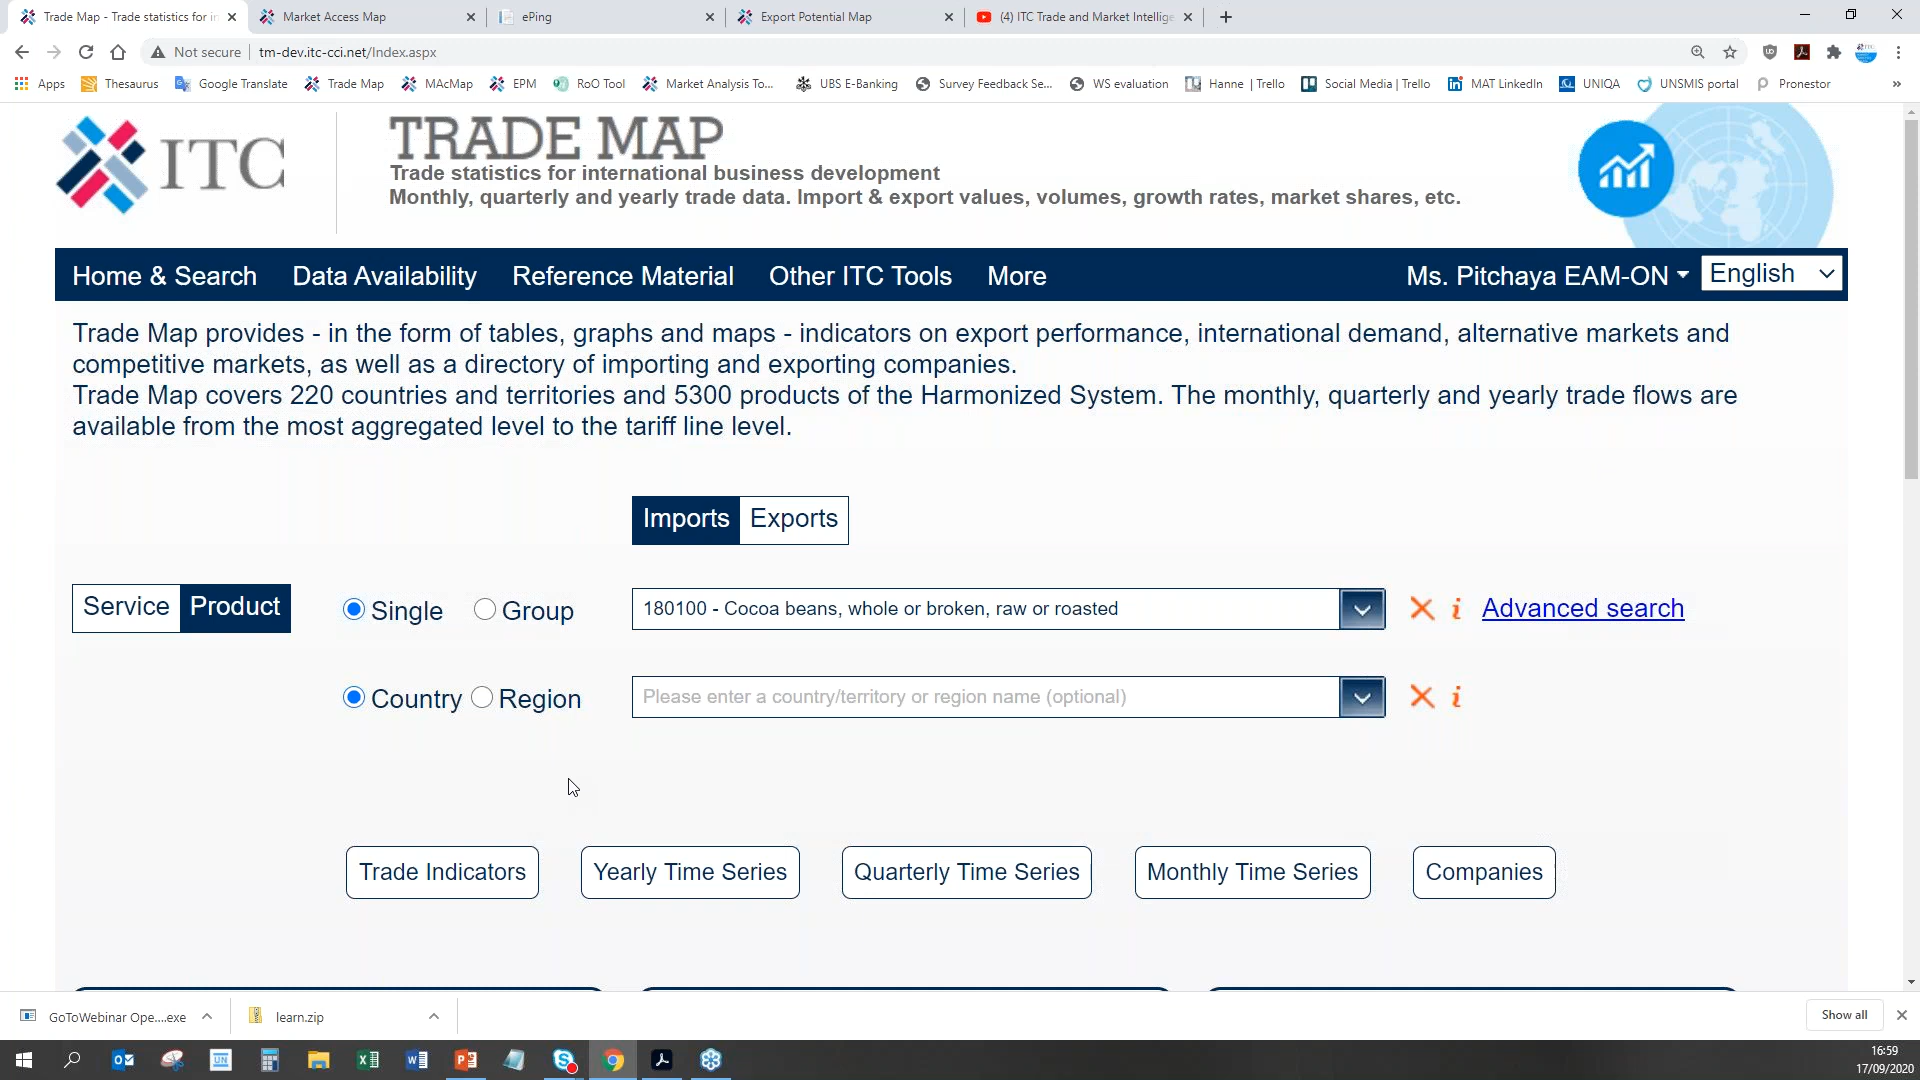 Trade Map - Trade statistics for in
Market Access Map
ePing
Export Potential Map
(4) ITC Trade and Market Intellige
Not secure
tm-dev.itc-cci.net/Index.aspx
Apps
Thesaurus
Google Translate
Trade Map
MAcMap
EPM
RoO Tool
Market Analysis To...
UBS E-Banking
Survey Feedback Se...
WS evaluation
Hanne | Trello
Social Media | Trello
MAT LinkedIn
UNIQA
UNSMIS portal
Pronestor
»
ITC
TRADE MAP
Trade statistics for international business development
Monthly, quarterly and yearly trade data. Import & export values, volumes, growth rates, market shares, etc.
Home & Search
Data Availability
Reference Material
Other ITC Tools
More
Ms. Pitchaya EAM-ON
English
Trade Map provides - in the form of tables, graphs and maps - indicators on export performance, international demand, alternative markets and
competitive markets, as well as a directory of importing and exporting companies.
Trade Map covers 220 countries and territories and 5300 products of the Harmonized System. The monthly, quarterly and yearly trade flows are
available from the most aggregated level to the tariff line level.
Imports
Exports
Service
Product
Single
Group
180100 - Cocoa beans, whole or broken, raw or roasted
i
Advanced search
Country
Region
Please enter a country/territory or region name (optional)
i
Trade Indicators
Yearly Time Series
Quarterly Time Series
Monthly Time Series
Companies
GoToWebinar Ope....exe
learn.zip
Show all
16:59
17/09/2020